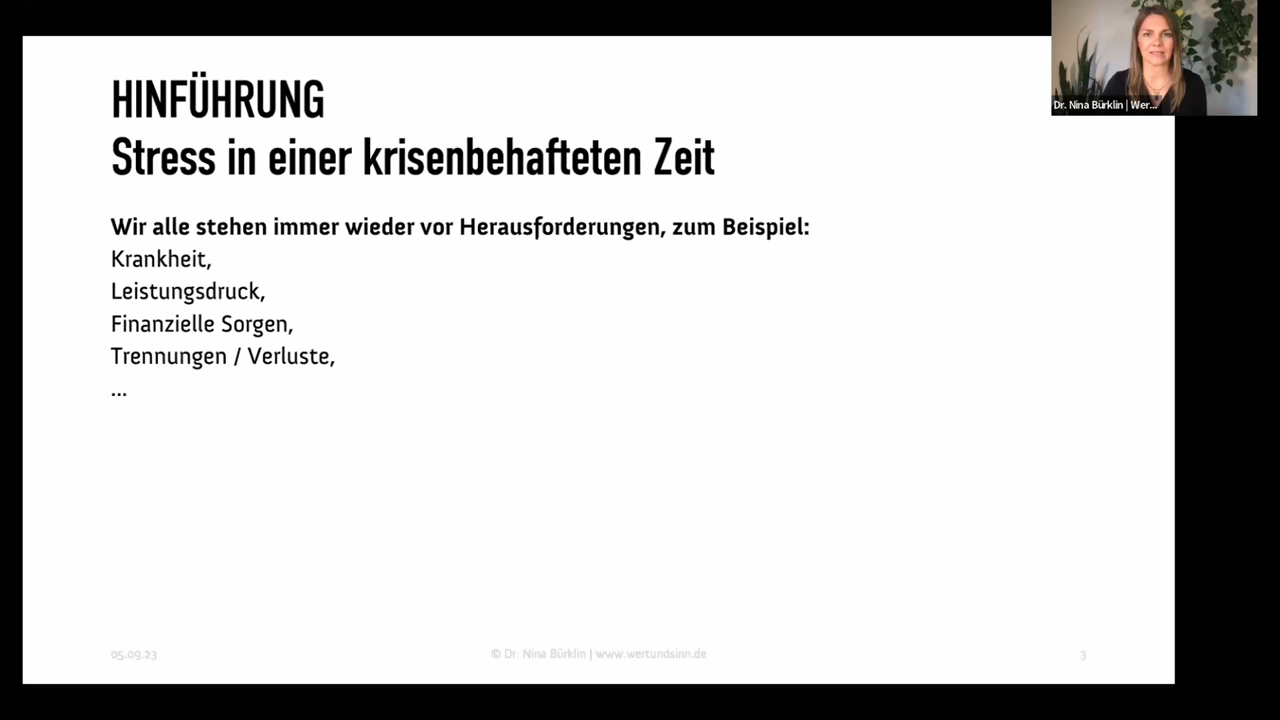 HINFÜHRUNG
Stress in einer krisenbehafteten Zeit
Wir alle stehen immer wieder vor Herausforderungen, zum Beispiel:
Krankheit,
Leistungsdruck,
Finanzielle Sorgen,
Trennungen / Verluste,
...
05.09.23
© Dr. Nina Bürklin | www.wertundsinn.de
3
Dr. Nina Bürklin | Wer...